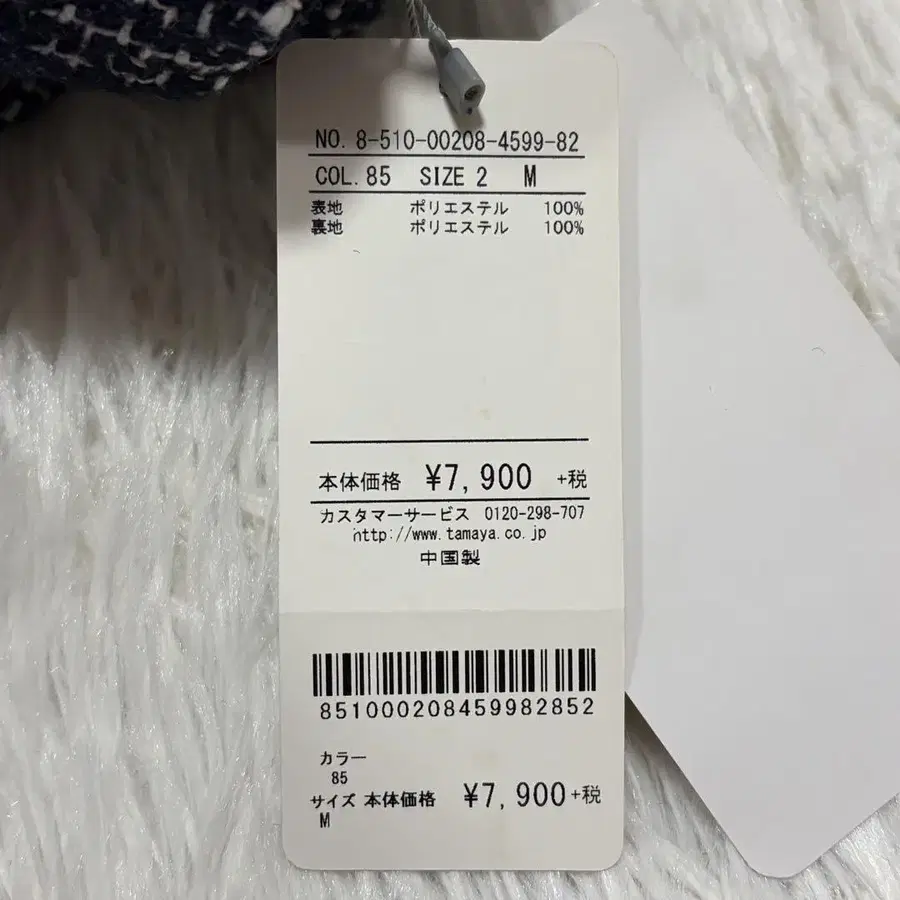 NO. 8-510-00208-4599-82
COL. 85 SIZE 2 M
表地 ポリエステル 100%
裏地 ポリエステル 100%
本体価格 ¥7,900 +税
カスタマーサービス 0120-298-707
http://www.tamaya.co.jp
中国製
851000208459982852
カラー
85
サイズ 本体価格 ¥7,900+税
M